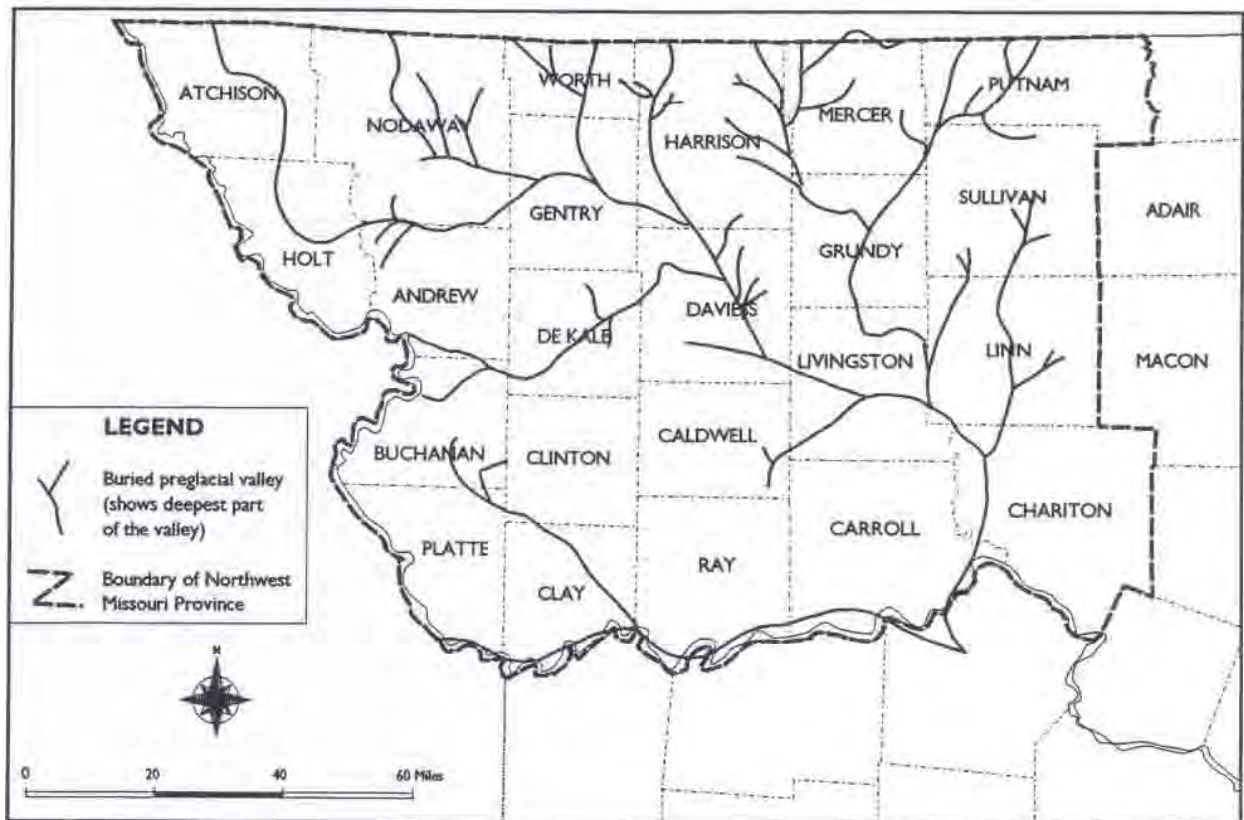 ATCHISON
NODAWAY
WORTH
HARRISON
MERCER
PUTNAM
SULLIVAN
ADAIR
GENTRY
GRUNDY
HOLT
ANDREW
DE KALB
DAVIESS
LIVINGSTON
LINN
MACON
BUCHANAN
CLINTON
CALDWELL
CARROLL
CHARITON
PLATTE
CLAY
RAY
LEGEND
Buried preglacial valley
(shows deepest part
of the valley)
Boundary of Northwest
Missouri Province
N
0 20 40 60 Miles